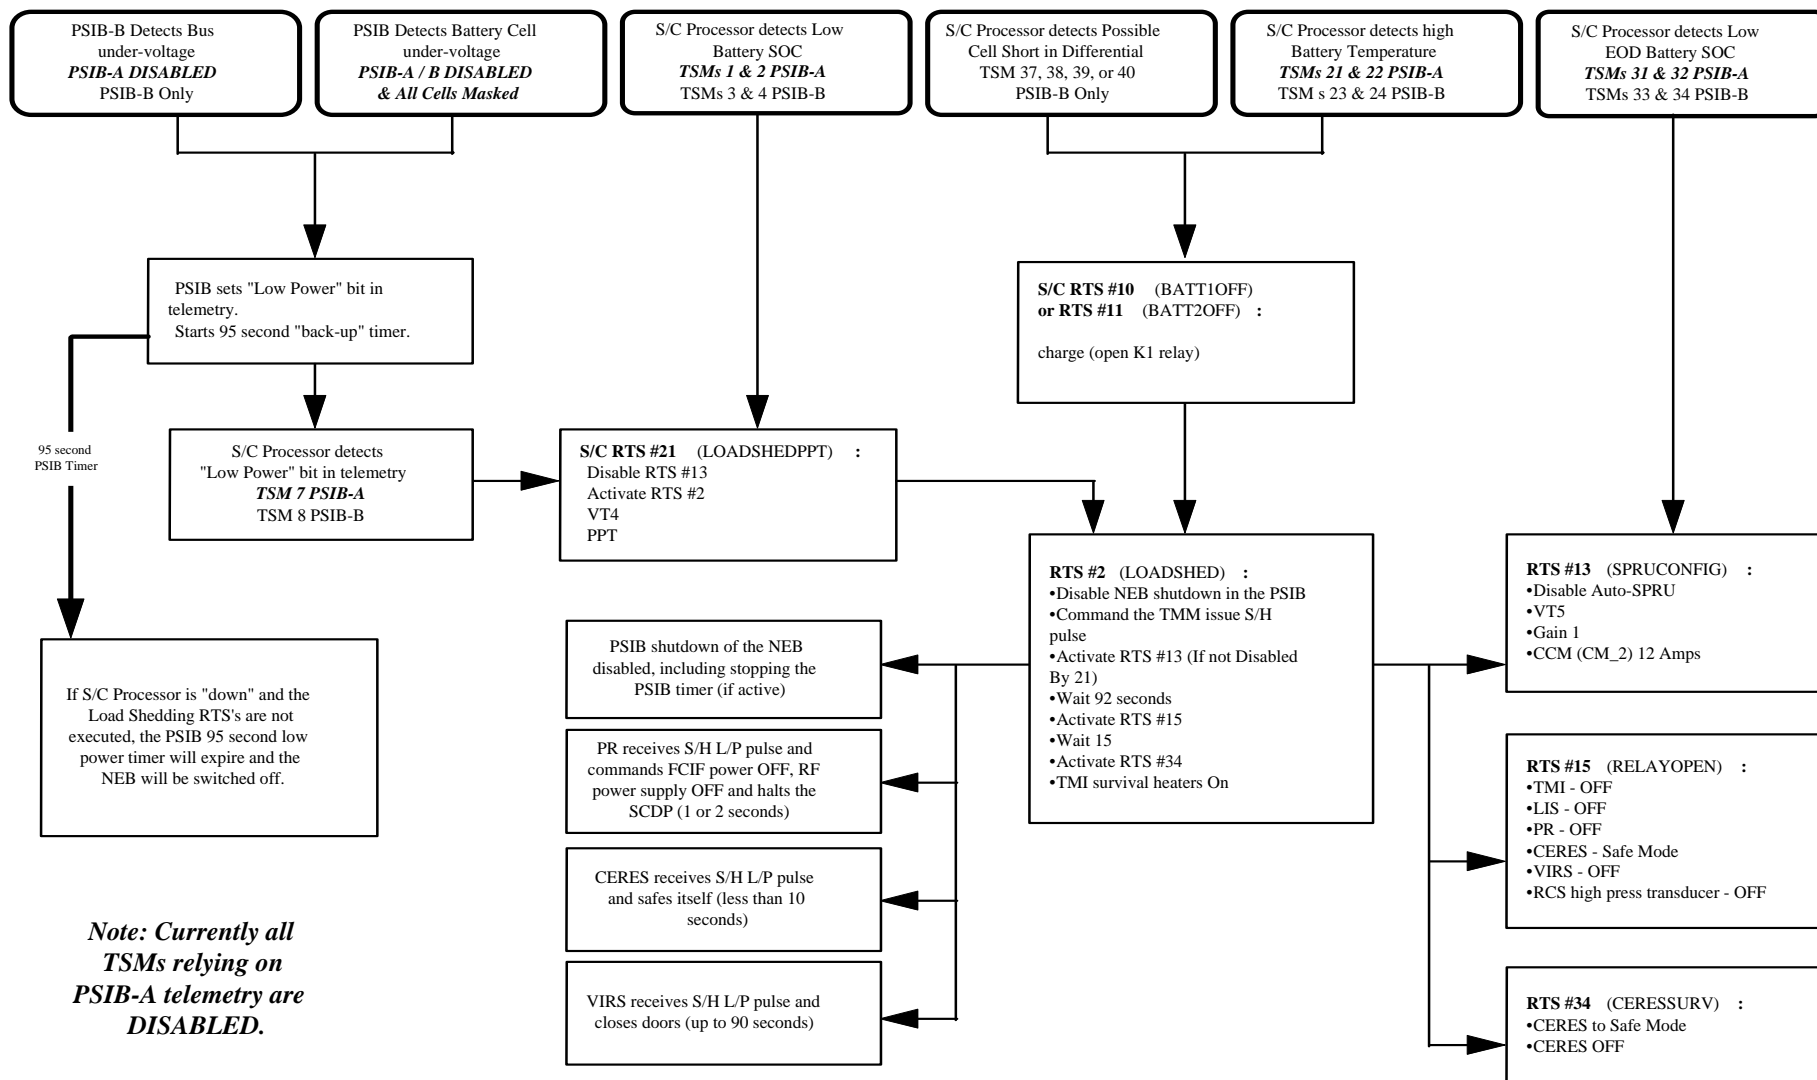 PSIB-B Detects Bus
under-voltage
PSIB-A DISABLED
PSIB-B Only
PSIB Detects Battery Cell
under-voltage
PSIB-A / B DISABLED
& All Cells Masked
S/C Processor detects Low
Battery SOC
TSMs 1 & 2 PSIB-A
TSMs 3 & 4 PSIB-B
S/C Processor detects Possible
Cell Short in Differential
TSM 37, 38, 39, or 40
PSIB-B Only
S/C Processor detects high
Battery Temperature
TSMs 21 & 22 PSIB-A
TSM s 23 & 24 PSIB-B
S/C Processor detects Low
EOD Battery SOC
TSMs 31 & 32 PSIB-A
TSMs 33 & 34 PSIB-B
PSIB sets "Low Power" bit in
telemetry.
Starts 95 second "back-up" timer.
S/C RTS #10 (BATT1OFF)
or RTS #11 (BATT2OFF) :
charge (open K1 relay)
95 second
PSIB Timer
S/C Processor detects
"Low Power" bit in telemetry
TSM 7 PSIB-A
TSM 8 PSIB-B
S/C RTS #21 (LOADSHEDPPT) :
Disable RTS #13
Activate RTS #2
VT4
PPT
RTS #2 (LOADSHED) :
•Disable NEB shutdown in the PSIB
•Command the TMM issue S/H
pulse
•Activate RTS #13 (If not Disabled
By 21)
•Wait 92 seconds
•Activate RTS #15
•Wait 15
•Activate RTS #34
•TMI survival heaters On
RTS #13 (SPRUCONFIG) :
•Disable Auto-SPRU
•VT5
•Gain 1
•CCM (CM_2) 12 Amps
If S/C Processor is "down" and the
Load Shedding RTS's are not
executed, the PSIB 95 second low
power timer will expire and the
NEB will be switched off.
PSIB shutdown of the NEB
disabled, including stopping the
PSIB timer (if active)
PR receives S/H L/P pulse and
commands FCIF power OFF, RF
power supply OFF and halts the
SCDP (1 or 2 seconds)
CERES receives S/H L/P pulse
and safes itself (less than 10
seconds)
VIRS receives S/H L/P pulse and
closes doors (up to 90 seconds)
RTS #15 (RELAYOPEN) :
•TMI - OFF
•LIS - OFF
•PR - OFF
•CERES - Safe Mode
•VIRS - OFF
•RCS high press transducer - OFF
RTS #34 (CERESSURV) :
•CERES to Safe Mode
•CERES OFF
Note: Currently all
TSMs relying on
PSIB-A telemetry are
DISABLED.